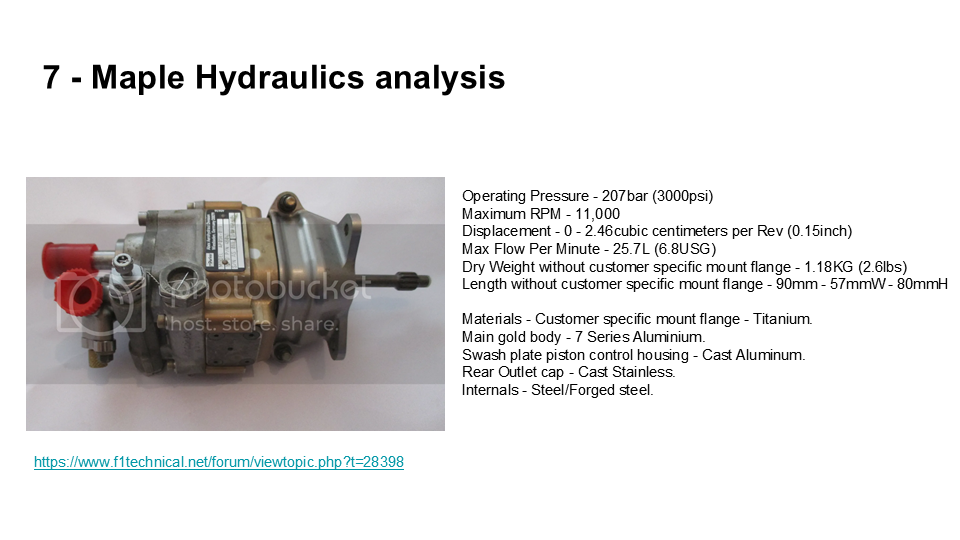 7 - Maple Hydraulics analysis
Operating Pressure - 207bar (3000psi)
Maximum RPM - 11,000
Displacement - 0 - 2.46cubic centimeters per Rev (0.15inch)
Max Flow Per Minute - 25.7L (6.8USG)
Dry Weight without customer specific mount flange - 1.18KG (2.6lbs)
Length without customer specific mount flange - 90mm - 57mmW - 80mmH
Materials - Customer specific mount flange - Titanium.
Main gold body - 7 Series Aluminium.
Swash plate piston control housing - Cast Aluminum.
Rear Outlet cap - Cast Stainless.
Internals - Steel/Forged steel.
photobucket
host. store. share.
https://www.f1technical.net/forum/viewtopic.php?t=28398